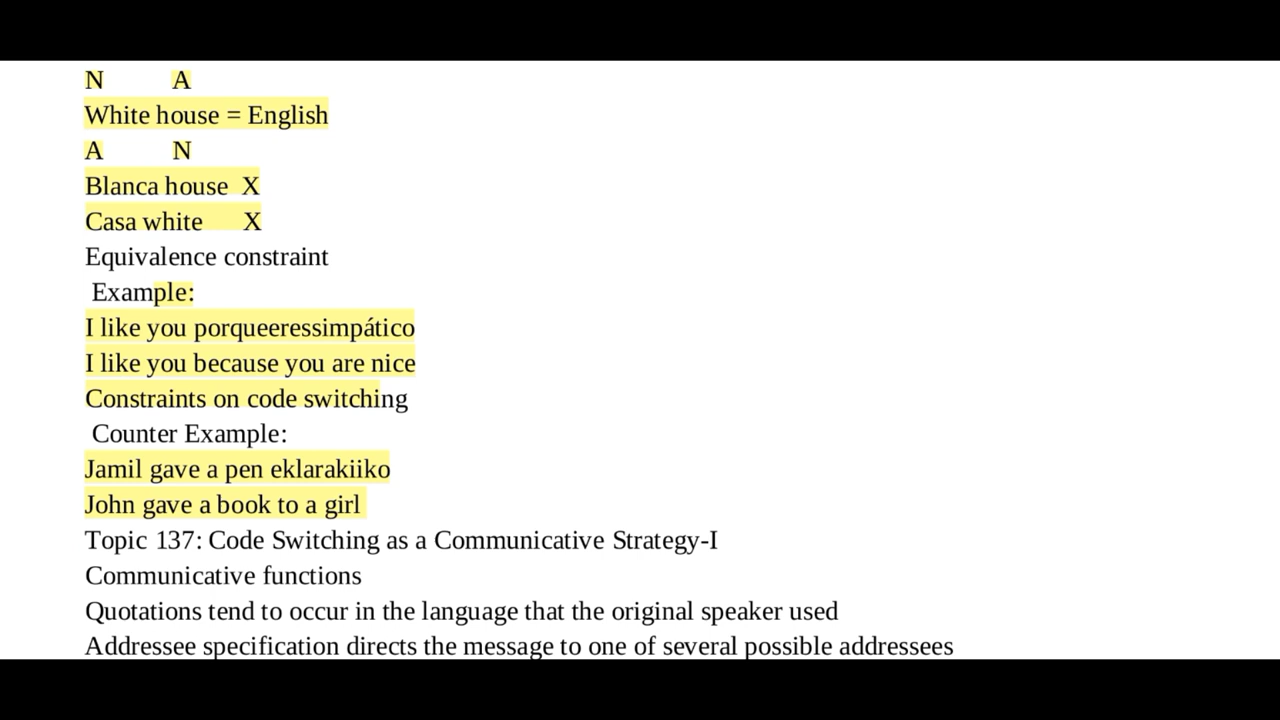 N A
White house = English
A N
Blanca house X
Casa white X
Equivalence constraint
Example:
I like you porqueeressimpático
I like you because you are nice
Constraints on code switching
Counter Example:
Jamil gave a pen eklarakiiko
John gave a book to a girl
Topic 137: Code Switching as a Communicative Strategy-I
Communicative functions
Quotations tend to occur in the language that the original speaker used
Addressee specification directs the message to one of several possible addressees